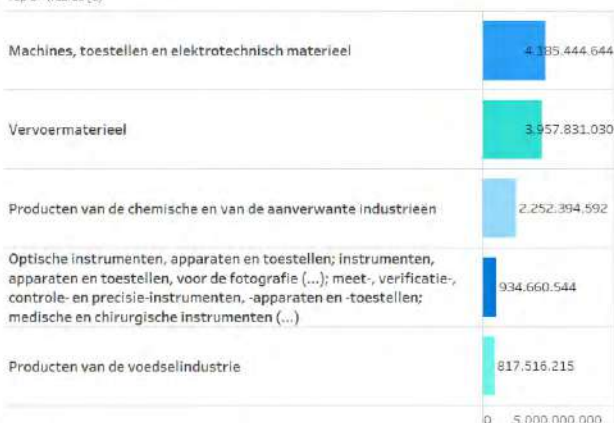 Machines, toestellen en elektrotechnisch materieel
4.185.444.644
Vervoermaterieel
3.957.831.030
Producten van de chemische en van de aanverwante industrieën
2.252.394.592
Optische instrumenten, apparaten en toestellen; instrumenten,
apparaten en toestellen, voor de fotografie (...); meet-, verificatie-,
controle- en precisie-instrumenten, -apparaten en -toestellen;
medische en chirurgische instrumenten (...)
934.660.544
Producten van de voedselindustrie
817.516.215
0 5.000.000.000